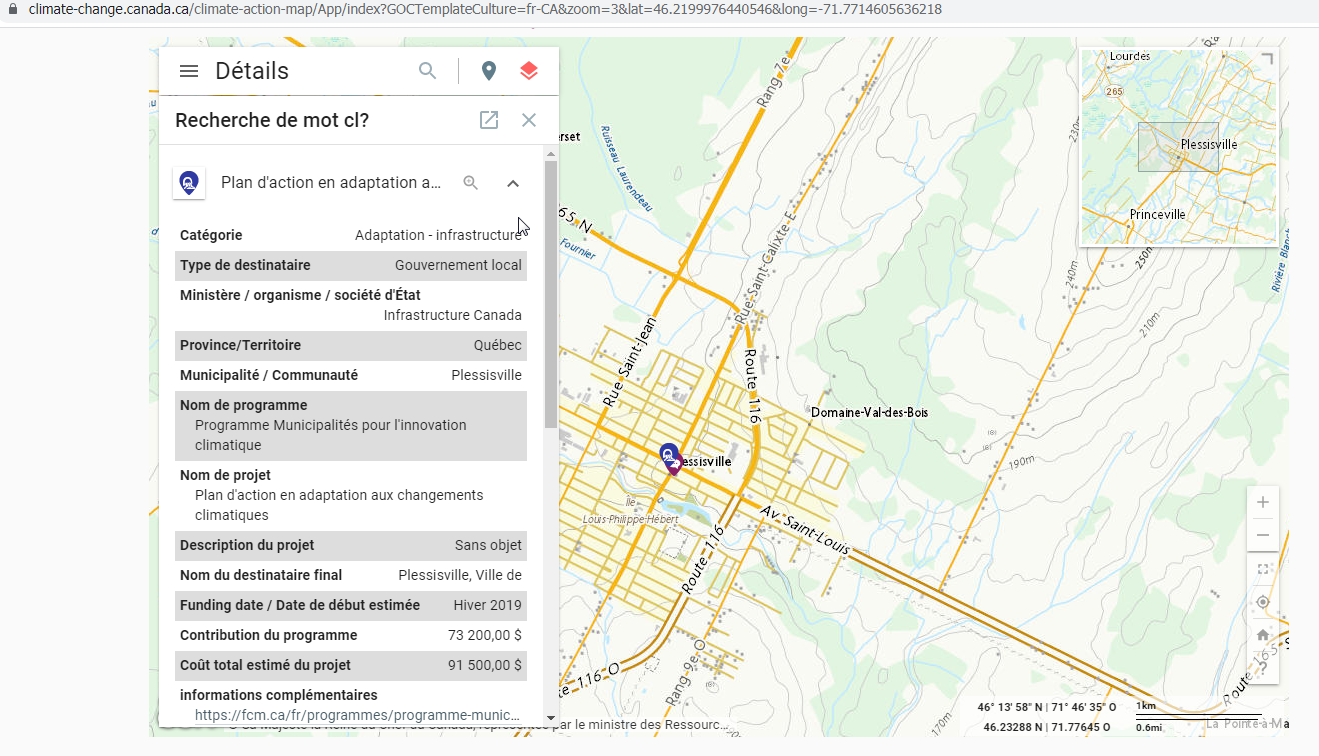 climate-change.canada.ca/climate-action-map/App/index?GOCTemplateCulture=fr-CA&zoom=3&lat=46.2199976440546&long=-71.7714605636218
Détails
Recherche de mot cl?
Plan d'action en adaptation a...
Catégorie Adaptation - infrastructure
Type de destinataire Gouvernement local
Ministère / organisme / société d'État
Infrastructure Canada
Province/Territoire Québec
Municipalité / Communauté Plessisville
Nom de programme
Programme Municipalités pour l'innovation
climatique
Nom de projet
Plan d'action en adaptation aux changements
climatiques
Description du projet Sans objet
Nom du destinataire final Plessisville, Ville de
Funding date / Date de début estimée Hiver 2019
Contribution du programme 73 200,00 $
Coût total estimé du projet 91 500,00 $
informations complémentaires
https://fcm.ca/fr/programmes/programme-munic...
erset
Ruisseau Laurendeau
Rang 7e
65 N
Fournier
Rue Saint-Calixte E
Rue Saint-Jean
Route 116
Domaine-Val-des-Bois
essisville
Île
Louis-Philippe-Hébert
Av. Saint-Louis
Route 116
Rang 9e O
te 116 O
190m
210m
240m
250m
230m
170m
Rivière Blanch
Route 165 S
La Pointe-à-Ma
Lourdes
265
Plessisville
Princeville
46° 13' 58" N | 71° 46' 35" O
46.23288 N | 71.77645 O
1km
0.6mi
par le ministre des Ressourc...